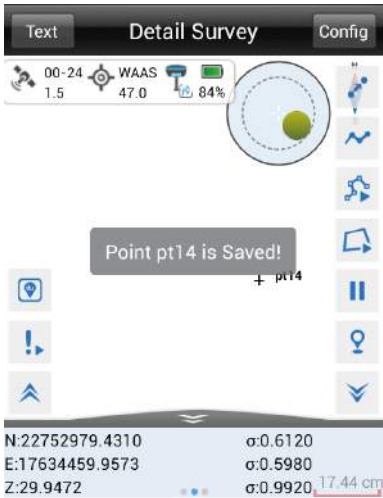 Text Detail Survey Config
00-24 WAAS
1.5 47.0 84%
Point pt14 is Saved!
pt14
N:22752979.4310 σ:0.6120
E:17634459.9573 σ:0.5980
Z:29.9472 σ:0.9920 17.44 cm